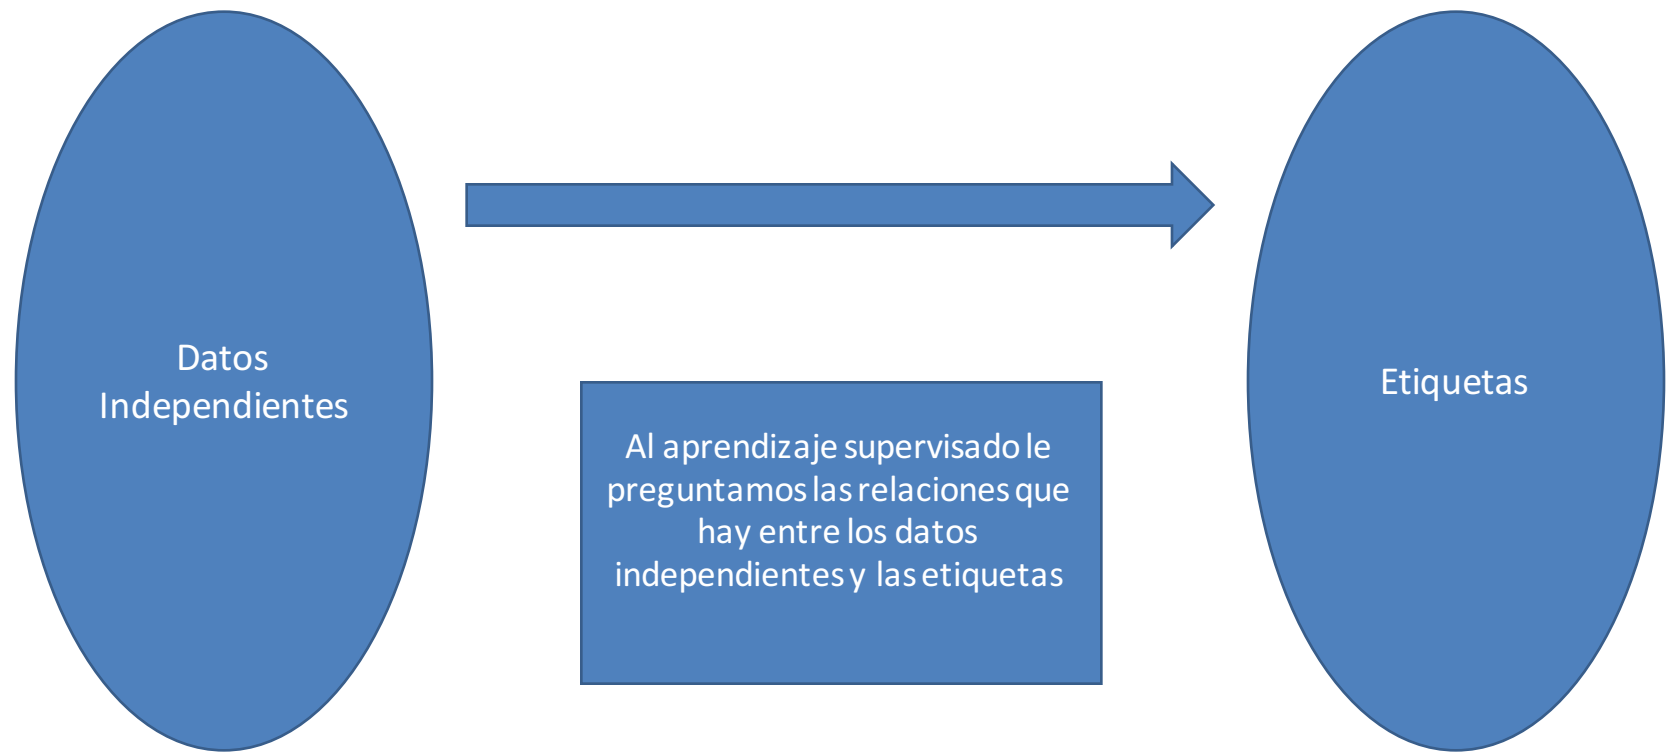 Datos
Independientes
Al aprendizaje supervisado le
preguntamos las relaciones que
hay entre los datos
independientes y las etiquetas
Etiquetas